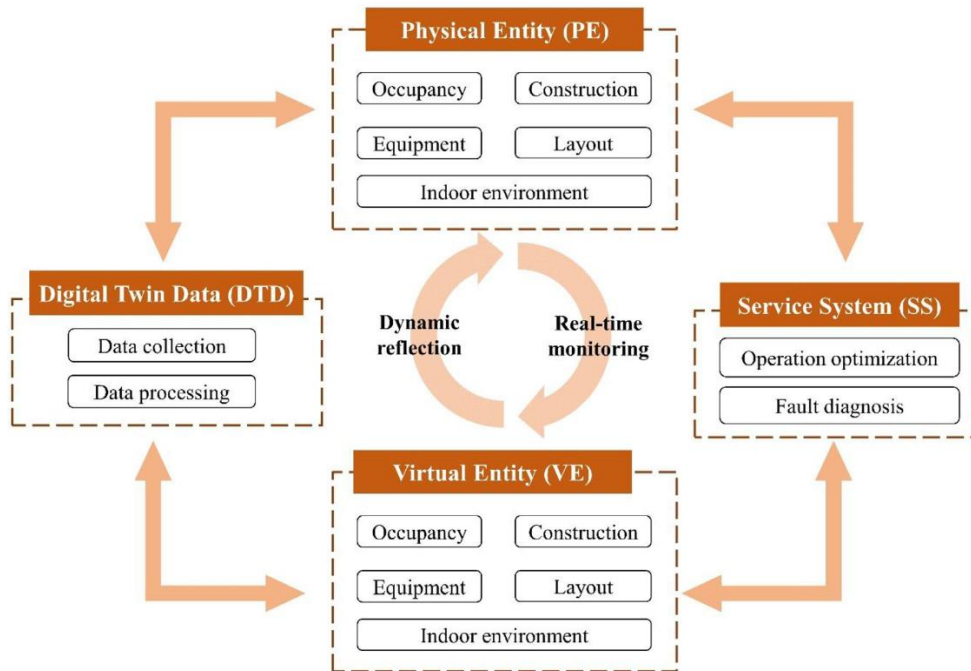 Physical Entity (PE)
Occupancy
Construction
Equipment
Layout
Indoor environment
Digital Twin Data (DTD)
Data collection
Data processing
Dynamic
reflection
Real-time
monitoring
Service System (SS)
Operation optimization
Fault diagnosis
Virtual Entity (VE)
Occupancy
Construction
Equipment
Layout
Indoor environment